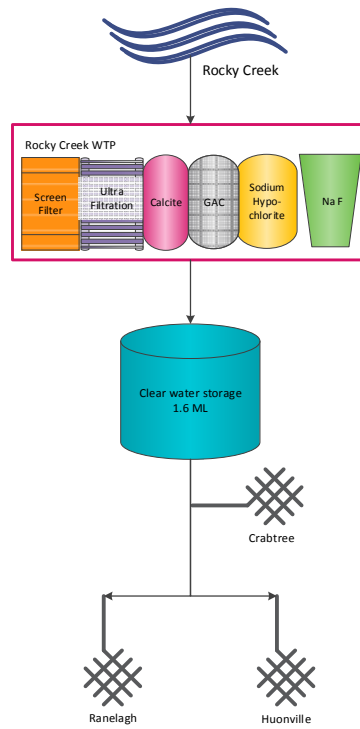 Rocky Creek
Rocky Creek WTP
Screen
Filter
Ultra
Filtration
Calcite
GAC
Sodium
Hypo-
chlorite
Na F
Clear water storage
1.6 ML
Crabtree
Ranelagh
Huonville